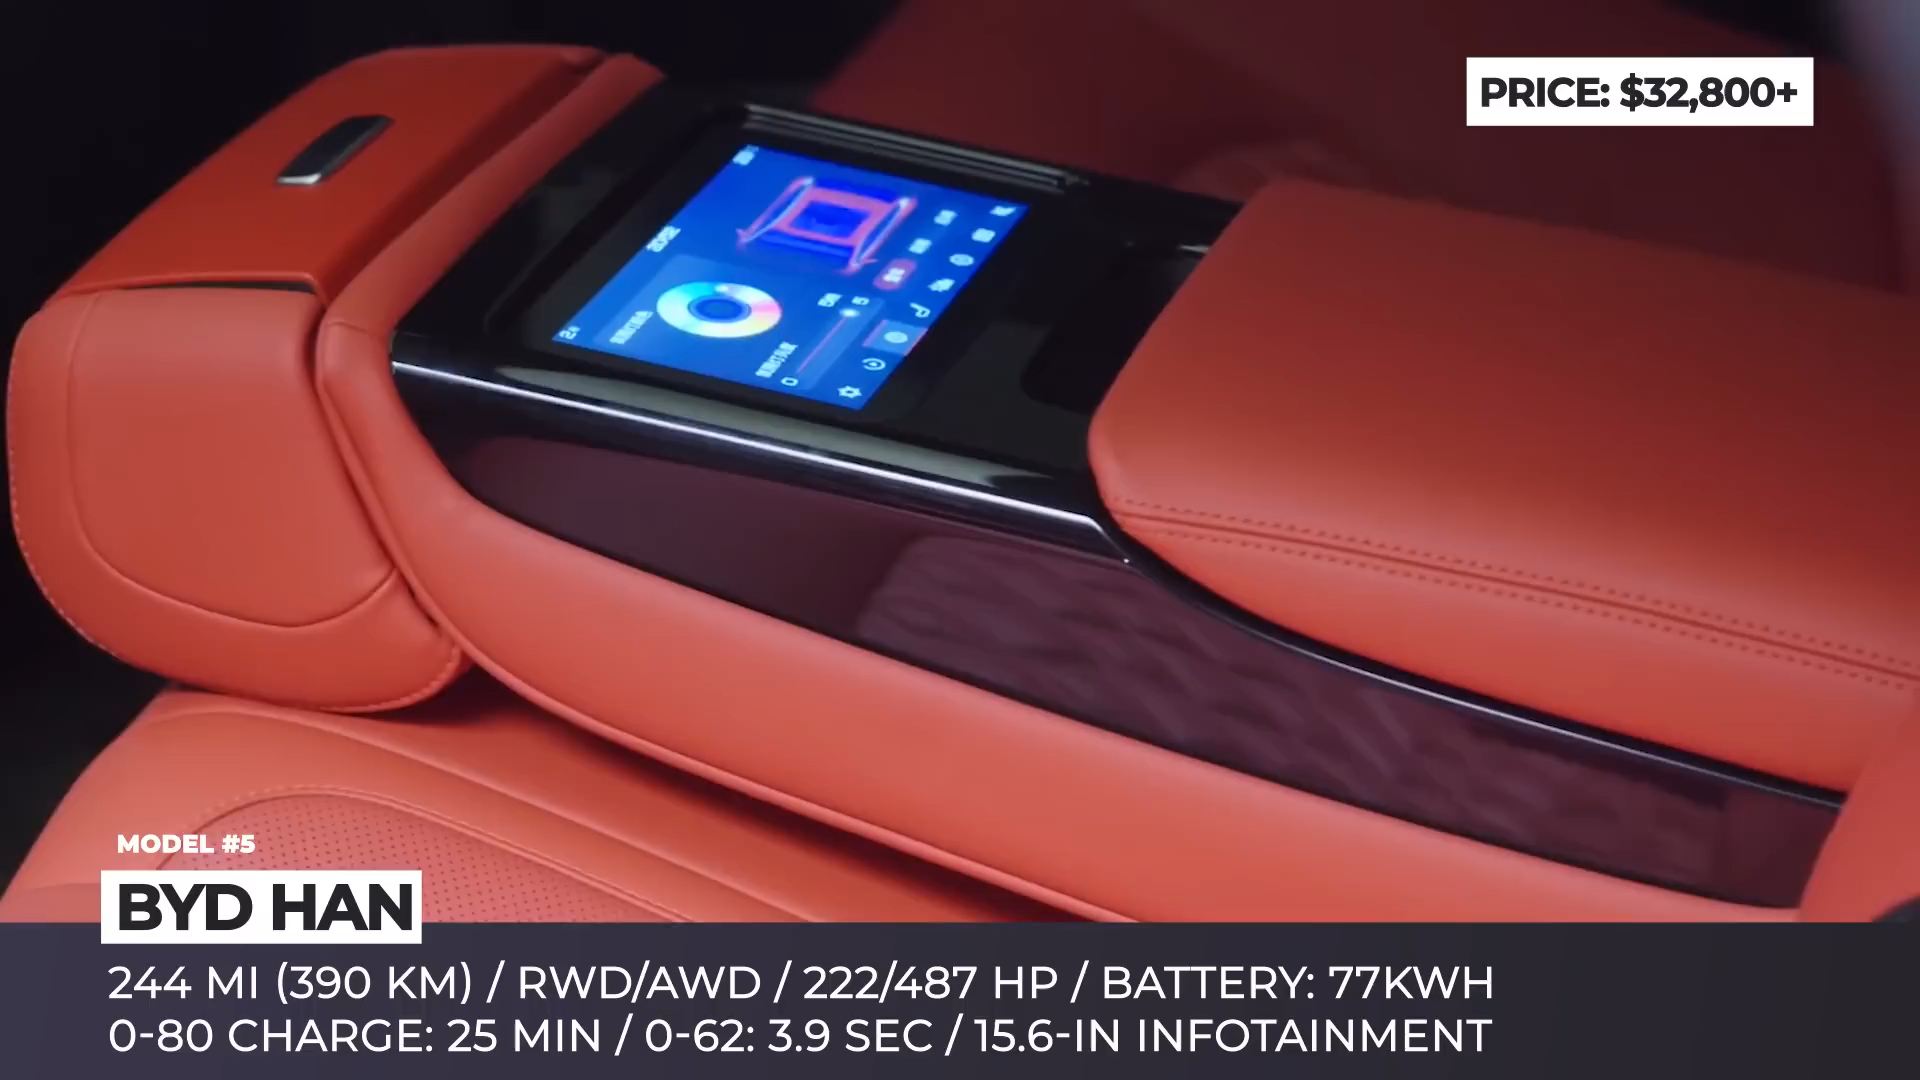 PRICE: $32,800+
MODEL #5
BYD HAN
244 MI (390 KM) / RWD/AWD / 222/487 HP / BATTERY: 77KWH
0-80 CHARGE: 25 MIN / 0-62: 3.9 SEC / 15.6-IN INFOTAINMENT